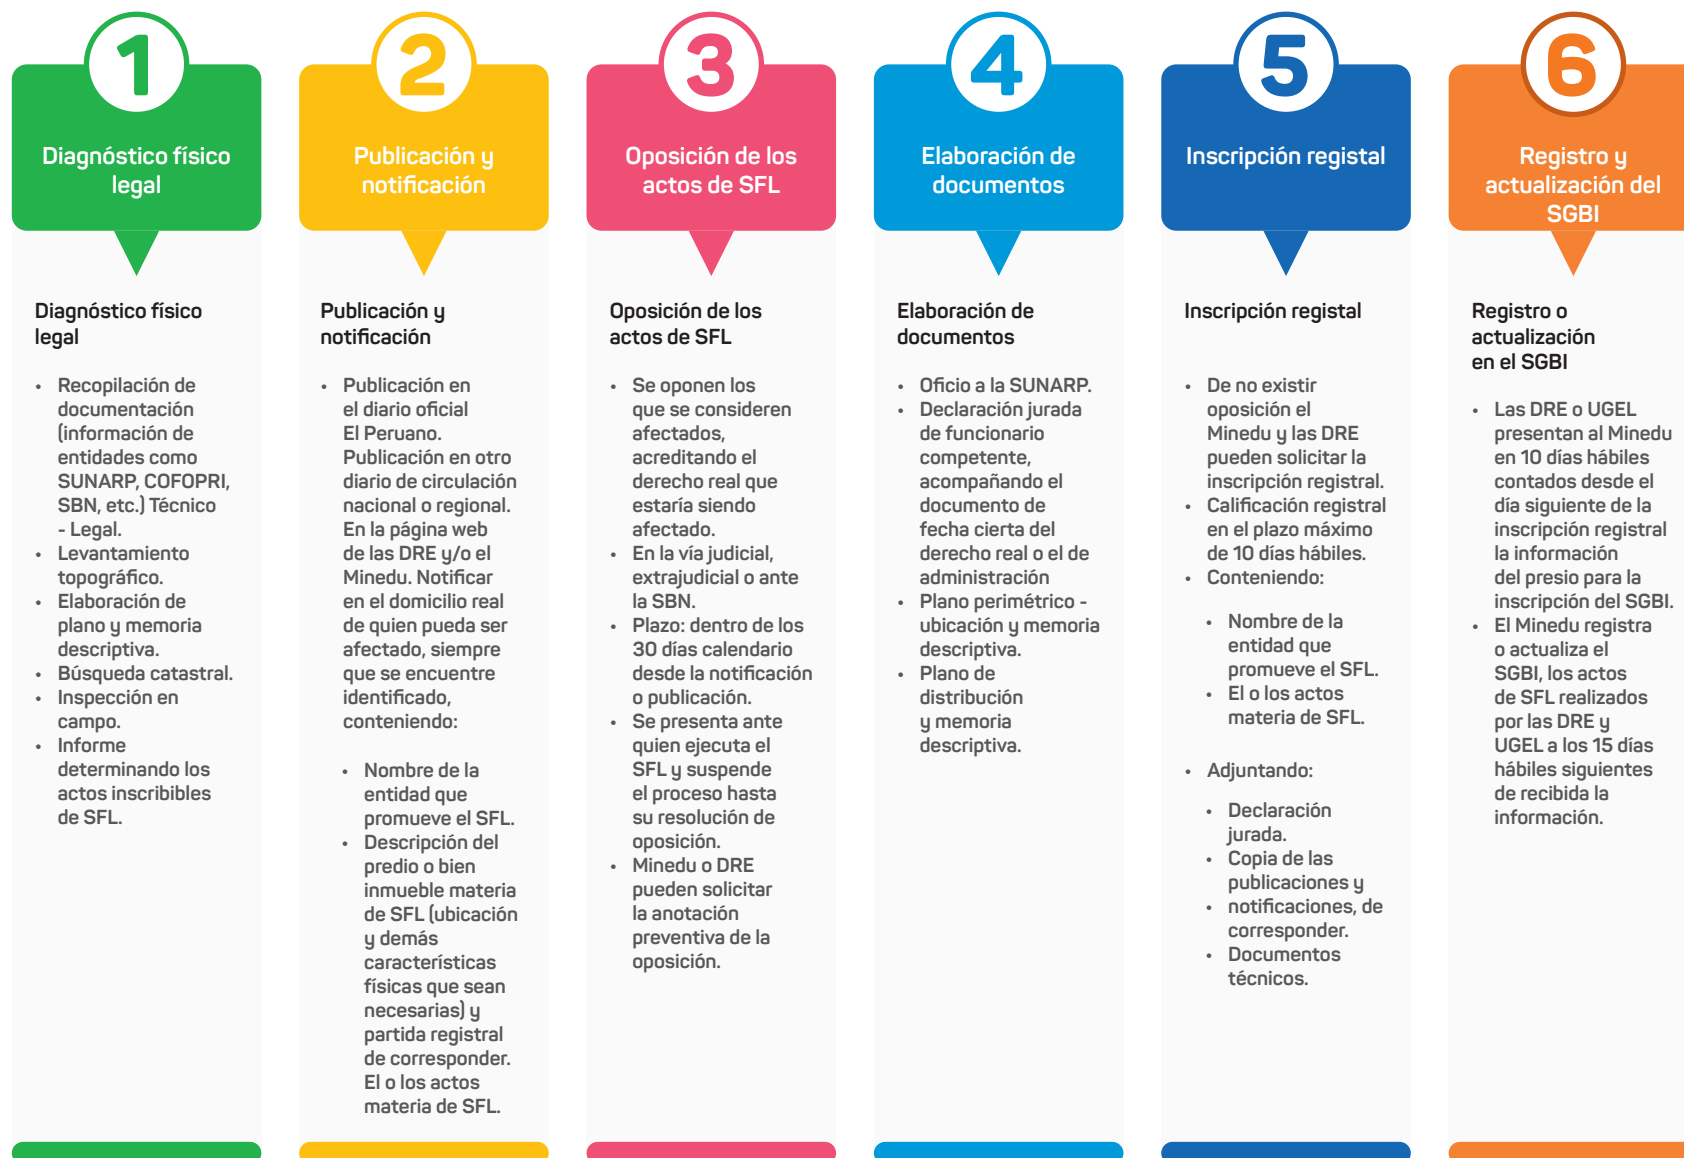 1
Diagnóstico físico
legal
Diagnóstico físico
legal
• Recopilación de
documentación
(información de
entidades como
SUNARP, COFOPRI,
SBN, etc.) Técnico
- Legal.
• Levantamiento
topográfico.
• Elaboración de
plano y memoria
descriptiva.
• Búsqueda catastral.
• Inspección en
campo.
• Informe
determinando los
actos inscribibles
de SFL.
2
Publicación y
notificación
Publicación y
notificación
• Publicación en
el diario oficial
El Peruano.
Publicación en otro
diario de circulación
nacional o regional.
En la página web
de las DRE y/o el
Minedu. Notificar
en el domicilio real
de quien pueda ser
afectado, siempre
que se encuentre
identificado,
conteniendo:
• Nombre de la
entidad que
promueve el SFL.
• Descripción del
predio o bien
inmueble materia
de SFL (ubicación
y demás
características
físicas que sean
necesarias) y
partida registral
de corresponder.
El o los actos
materia de SFL.
3
Oposición de los
actos de SFL
Oposición de los
actos de SFL
• Se oponen los
que se consideren
afectados,
acreditando el
derecho real que
estaría siendo
afectado.
• En la vía judicial,
extrajudicial o ante
la SBN.
• Plazo: dentro de los
30 días calendario
desde la notificación
o publicación.
• Se presenta ante
quien ejecuta el
SFL y suspende
el proceso hasta
su resolución de
oposición.
• Minedu o DRE
pueden solicitar
la anotación
preventiva de la
oposición.
4
Elaboración de
documentos
Elaboración de
documentos
• Oficio a la SUNARP.
• Declaración jurada
de funcionario
competente,
acompañando el
documento de
fecha cierta del
derecho real o el de
administración
• Plano perimétrico -
ubicación y memoria
descriptiva.
• Plano de
distribución
y memoria
descriptiva.
5
Inscripción registal
Inscripción registal
• De no existir
oposición el
Minedu y las DRE
pueden solicitar la
inscripción registral.
• Calificación registral
en el plazo máximo
de 10 días hábiles.
• Conteniendo:
• Nombre de la
entidad que
promueve el SFL.
• El o los actos
materia de SFL.
• Adjuntando:
• Declaración
jurada.
• Copia de las
publicaciones y
• notificaciones, de
corresponder.
• Documentos
técnicos.
6
Registro y
actualización del
SGBI
Registro o
actualización
en el SGBI
• Las DRE o UGEL
presentan al Minedu
en 10 días hábiles
contados desde el
día siguiente de la
inscripción registral
la información
del presio para la
inscripción del SGBI.
• El Minedu registra
o actualiza el
SGBI, los actos
de SFL realizados
por las DRE y
UGEL a los 15 días
hábiles siguientes
de recibida la
información.